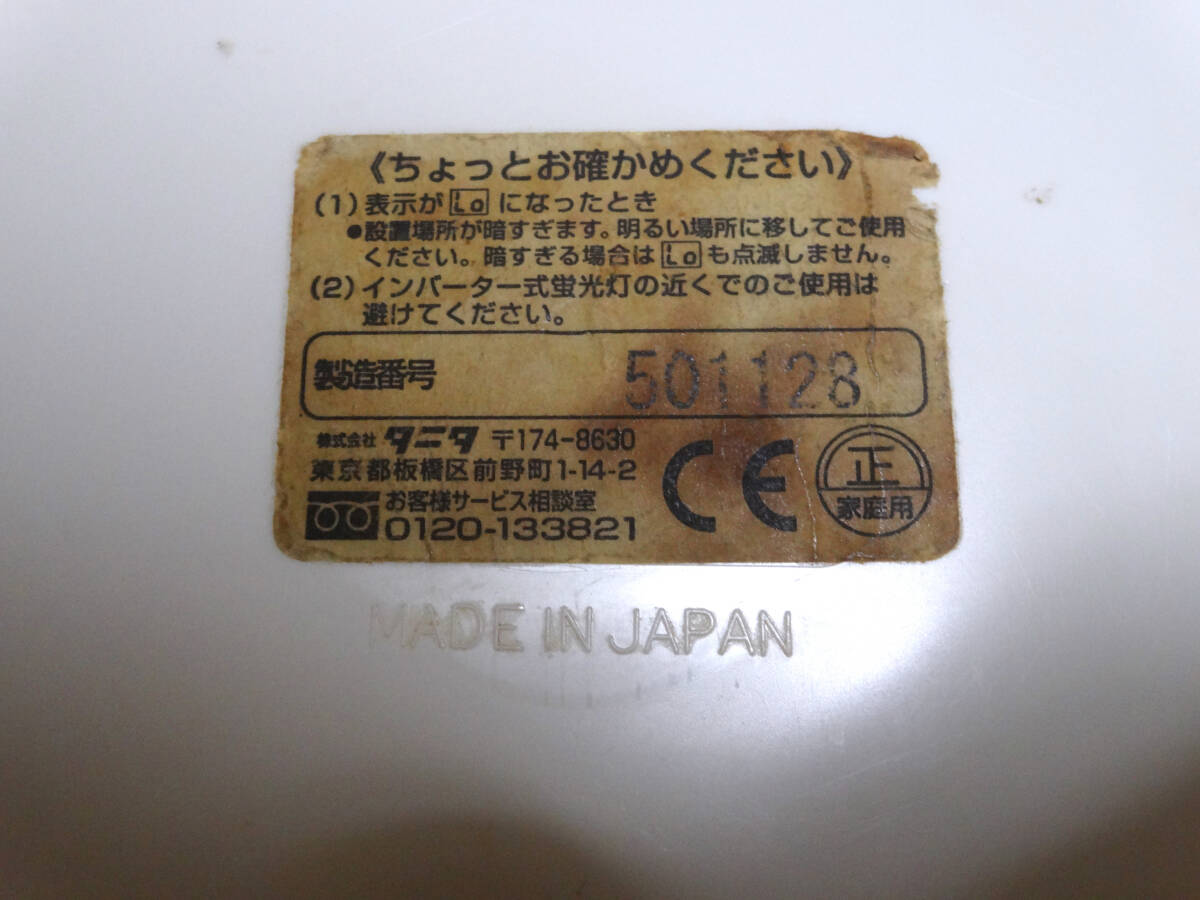 《ちょっとお確かめください》
(1)表示がLoになったとき
●設置場所が暗すぎます。明るい場所に移してご使用
ください。暗すぎる場合はLoも点滅しません。
(2)インバーター式蛍光灯の近くでのご使用は
避けてください。
製造番号 501128
株式会社 タニタ 〒174-8630
東京都板橋区前野町1-14-2
お客様サービス相談室
0120-133821
CE
正
家庭用
MADE IN JAPAN